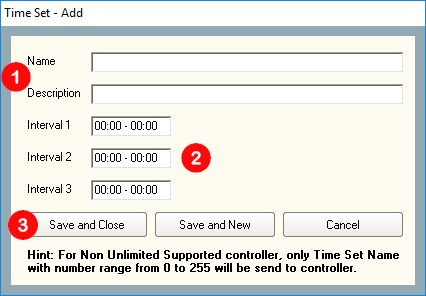 Time Set - Add
Name
1
Description
Interval 1 00:00 - 00:00
Interval 2 00:00 - 00:00 2
Interval 3 00:00 - 00:00
3 Save and Close Save and New Cancel
Hint: For Non Unlimited Supported controller, only Time Set Name
with number range from 0 to 255 will be send to controller.